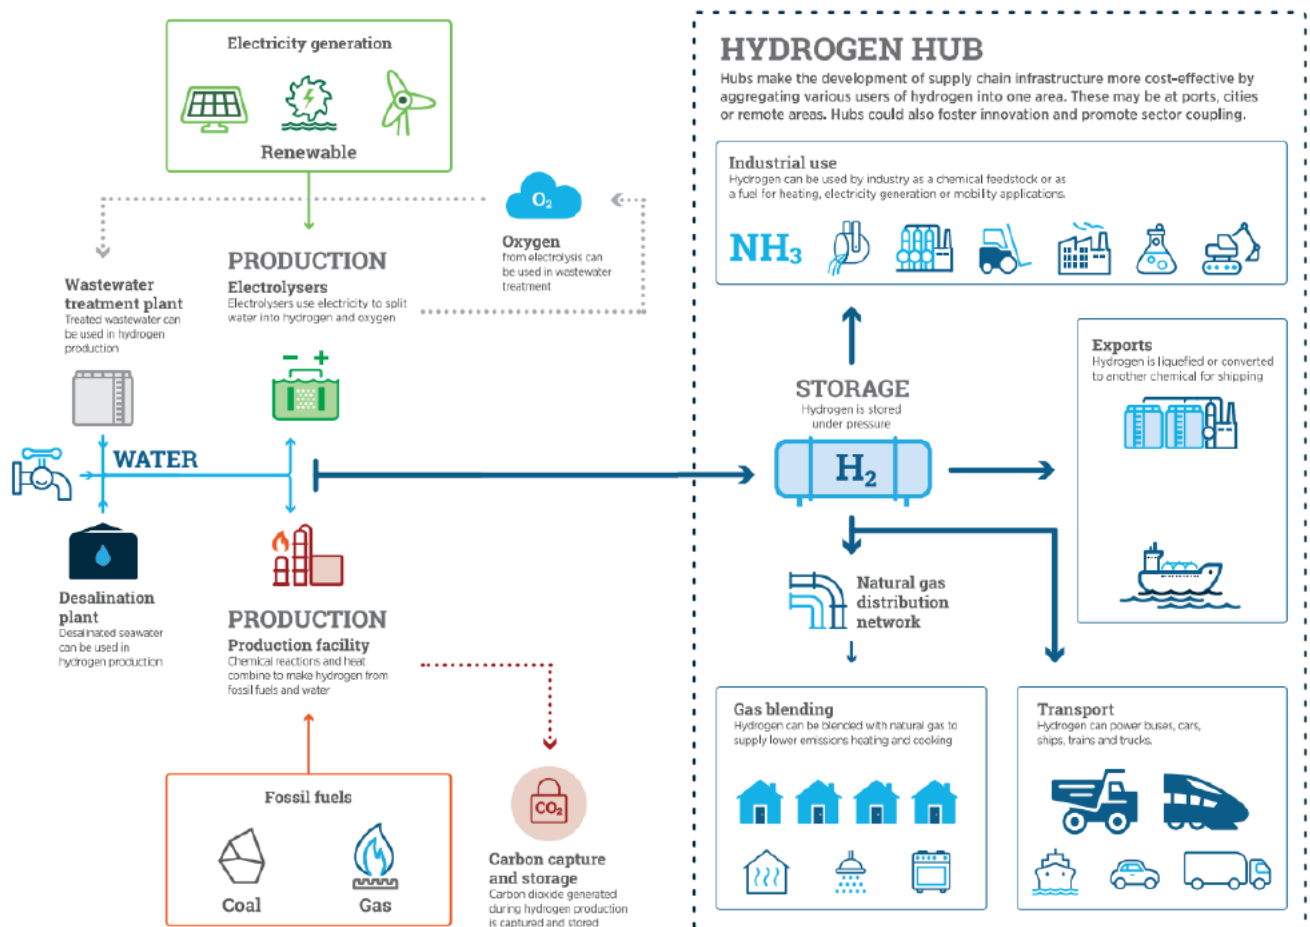 Electricity generation
Renewable
O₂
Oxygen
from electrolysis can
be used in wastewater
treatment
PRODUCTION
Electrolysers
Electrolysers use electricity to split
water into hydrogen and oxygen
Wastewater
treatment plant
Treated wastewater can
be used in hydrogen
production
WATER
Desalination
plant
Desalinated seawater
can be used in
hydrogen production
PRODUCTION
Production facility
Chemical reactions and heat
combine to make hydrogen from
fossil fuels and water
Fossil fuels
Coal
Gas
CO₂
Carbon capture
and storage
Carbon dioxide generated
during hydrogen production
is captured and stored
HYDROGEN HUB
Hubs make the development of supply chain infrastructure more cost-effective by
aggregating various users of hydrogen into one area. These may be at ports, cities
or remote areas. Hubs could also foster innovation and promote sector coupling.
Industrial use
Hydrogen can be used by industry as a chemical feedstock or as
a fuel for heating, electricity generation or mobility applications.
NH₃
STORAGE
Hydrogen is stored
under pressure
H₂
Exports
Hydrogen is liquefied or converted
to another chemical for shipping
Natural gas
distribution
network
Gas blending
Hydrogen can be blended with natural gas to
supply lower emissions heating and cooking
Transport
Hydrogen can power buses, cars,
ships, trains and trucks.